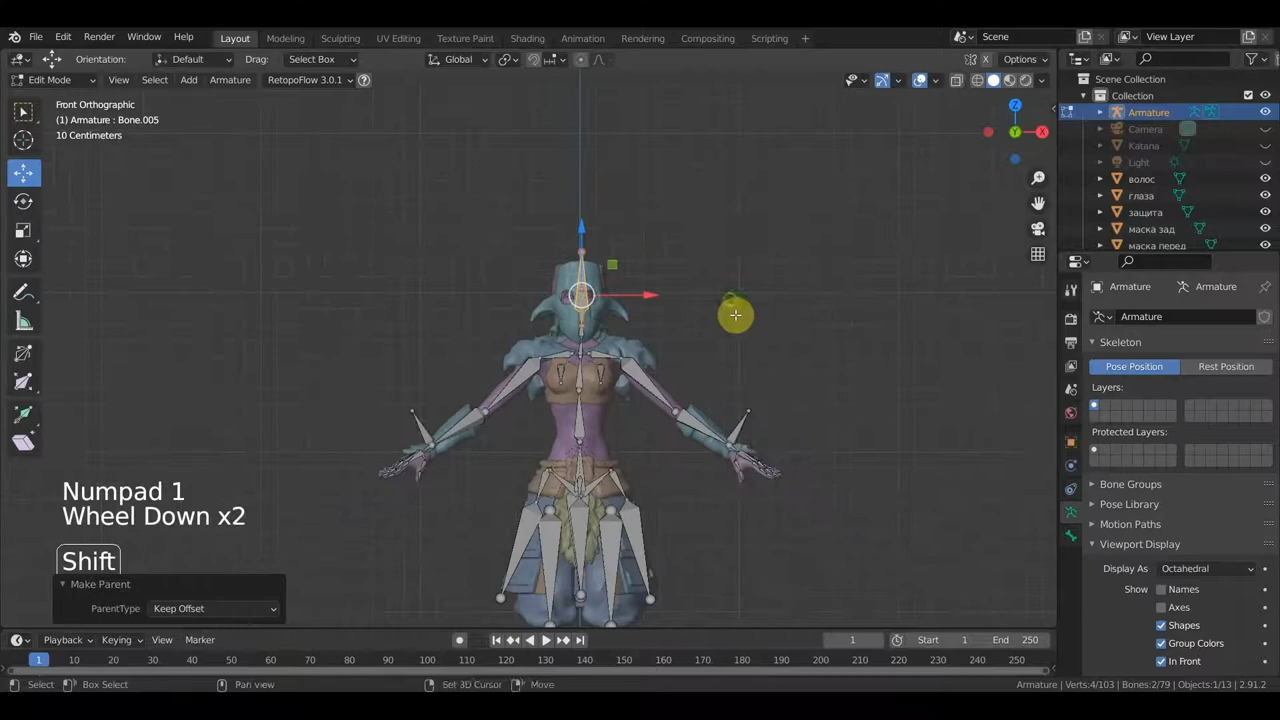 File Edit Render Window Help Layout Modeling Sculpting UV Editing Texture Paint Shading Animation Rendering Compositing Scripting + Scene View Layer
Orientation: Default Drag: Select Box Global Options
Edit Mode View Select Add Armature RetopoFlow 3.0.1
Front Orthographic
(1) Armature : Bone.005
10 Centimeters
Z
Y
X
Scene Collection
Collection
Armature
Camera
Katana
Light
волос
глаза
защита
маска зад
маска перед
Armature Armature
Armature
Skeleton
Pose Position Rest Position
Layers:
Protected Layers:
Bone Groups
Pose Library
Motion Paths
Viewport Display
Display As Octahedral
Show Names
Axes
Shapes
Group Colors
In Front
Numpad 1
Wheel Down x2
Shift
Make Parent
ParentType Keep Offset
Playback Keying View Marker 1 Start 1 End 250
1 10 20 30 40 50 60 70 80 90 100 110 120 130 140 150 160 170 180 190 200 210 220 230 240 250
Select Box Select Pan view Set 3D Cursor Move Armature | Verts:4/103 | Bones:2/79 | Objects:1/13 | 2.91.2